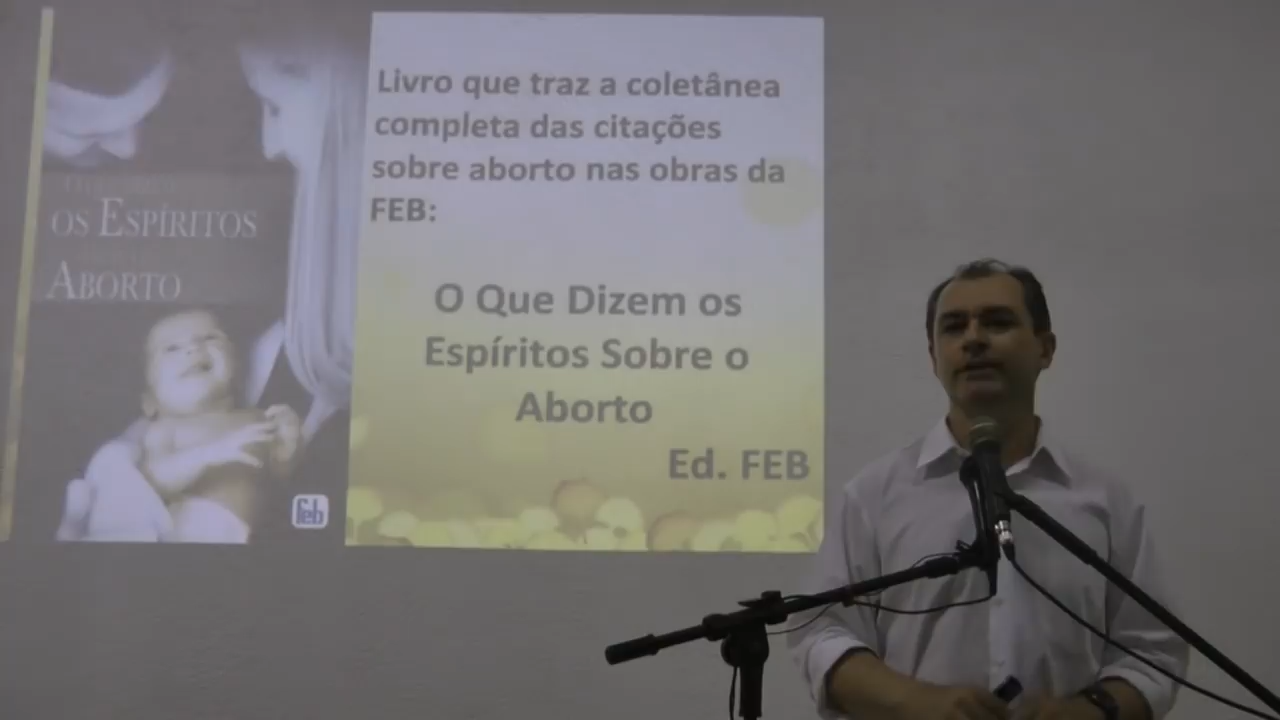 OS ESPÍRITOS
ABORTO
feb
Livro que traz a coletânea
completa das citações
sobre aborto nas obras da
FEB:
O Que Dizem os
Espíritos Sobre o
Aborto
Ed. FEB